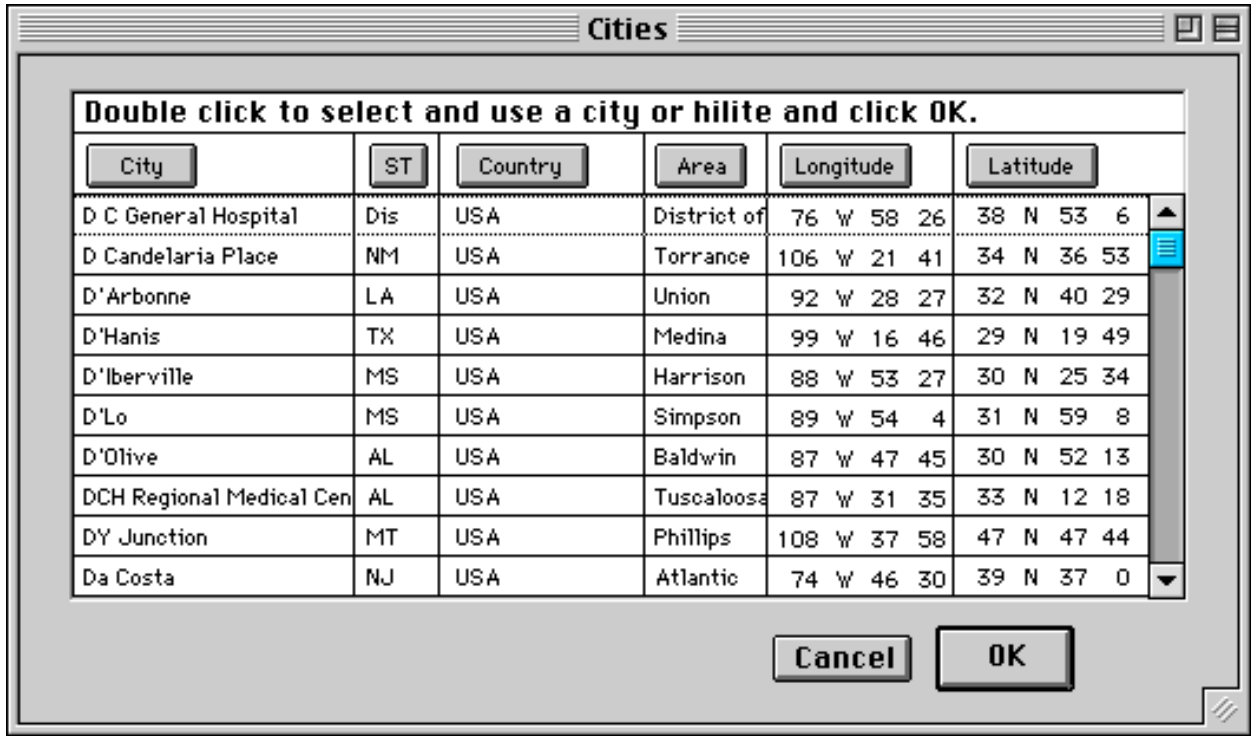 Cities
Double click to select and use a city or hilite and click OK.
City ST Country Area Longitude Latitude
D C General Hospital Dis USA District of 76 W 58 26 38 N 53 6
D Candelaria Place NM USA Torrance 106 W 21 41 34 N 36 53
D'Arbonne LA USA Union 92 W 28 27 32 N 40 29
D'Hanis TX USA Medina 99 W 16 46 29 N 19 49
D'Iberville MS USA Harrison 88 W 53 27 30 N 25 34
D'Lo MS USA Simpson 89 W 54 4 31 N 59 8
D'Olive AL USA Baldwin 87 W 47 45 30 N 52 13
DCH Regional Medical Cen AL USA Tuscaloosa 87 W 31 35 33 N 12 18
DY Junction MT USA Phillips 108 W 37 58 47 N 47 44
Da Costa NJ USA Atlantic 74 W 46 30 39 N 37 0
Cancel OK